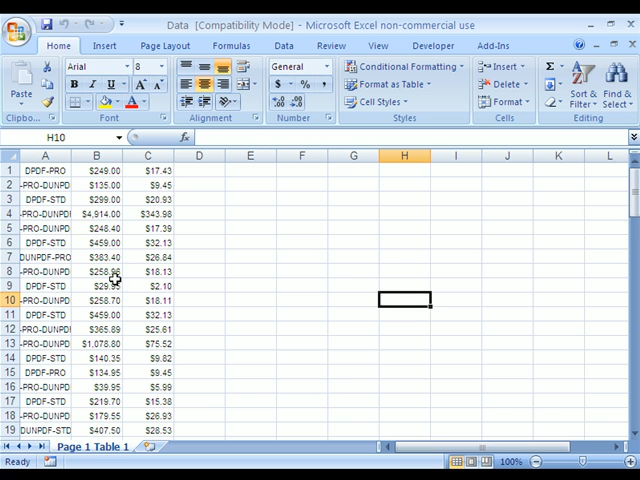 Data [Compatibility Mode] - Microsoft Excel non-commercial use
Home Insert Page Layout Formulas Data Review View Developer Add-Ins
Arial 8 General Conditional Formatting Insert
Paste B I U A A $ % , Format as Table Delete Sort & Filter Find & Select
Cell Styles Format
Clipbo... Font Alignment Number Styles Cells Editing
H10 fx
A B C D E F G H I J K L
1 DPDF-PRO $249.00 $17.43
2 -PRO-DUNPD $135.00 $9.45
3 DPDF-STD $299.00 $20.93
4 -PRO-DUNPDI $4,914.00 $343.98
5 -PRO-DUNPD $248.40 $17.39
6 DPDF-STD $459.00 $32.13
7 DUNPDF-PRO $383.40 $26.84
8 -PRO-DUNPD $258.95 $18.13
9 DPDF-STD $29.95 $2.10
10 -PRO-DUNPD $258.70 $18.11
11 DPDF-STD $459.00 $32.13
12 -PRO-DUNPDI $365.89 $25.61
13 -PRO-DUNPD $1,078.80 $75.52
14 DPDF-STD $140.35 $9.82
15 DPDF-PRO $134.95 $9.45
16 -PRO-DUNPD $39.95 $5.99
17 DPDF-STD $219.70 $15.38
18 -PRO-DUNPD $179.55 $26.93
19 DUNPDF-STD $407.50 $28.53
Page 1 Table 1
Ready 100%